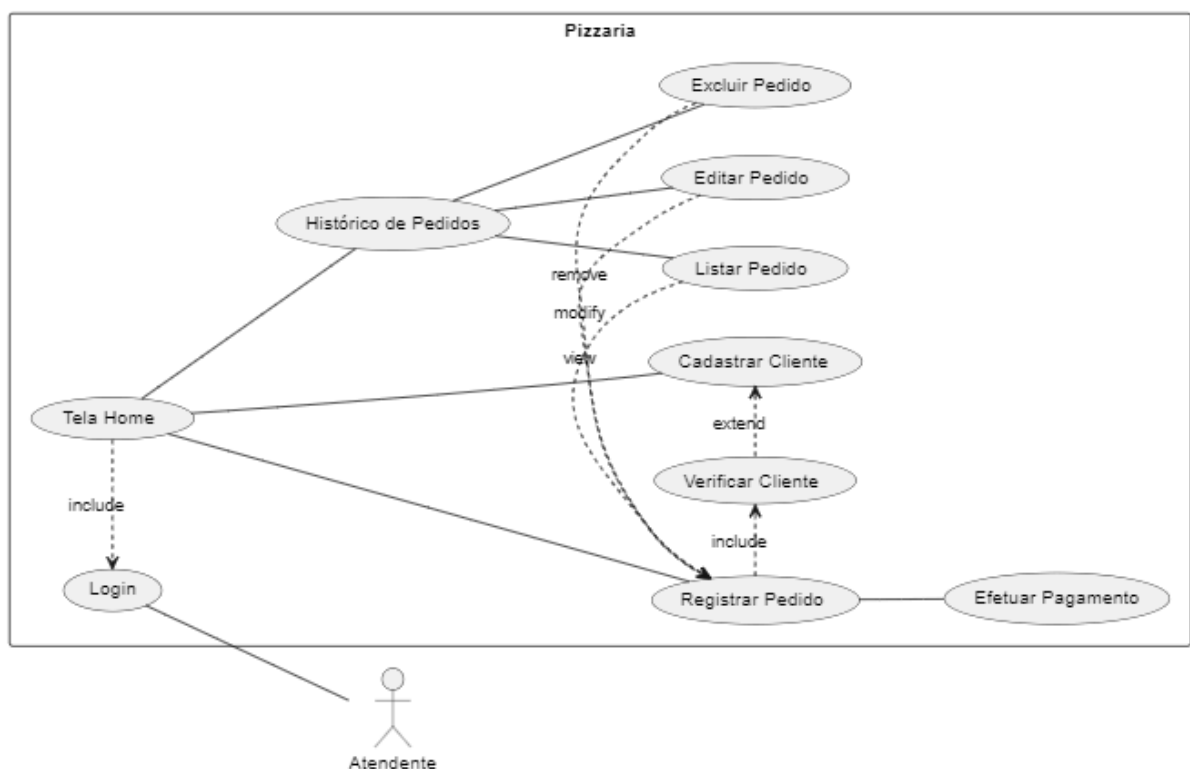 Pizzaria
Excluir Pedido
Editar Pedido
Histórico de Pedidos
Listar Pedido
remove
modify
view
Cadastrar Cliente
Tela Home
extend
Verificar Cliente
include
include
Login
Registrar Pedido
Efetuar Pagamento
Atendente